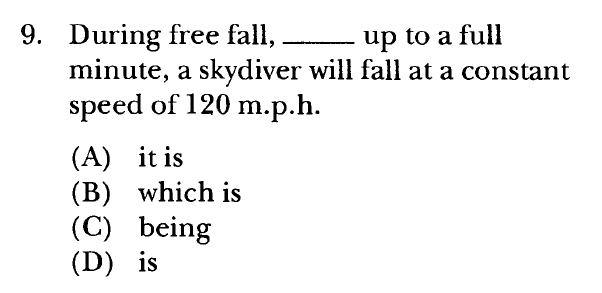 9. During free fall, _____ up to a full
minute, a skydiver will fall at a constant
speed of 120 m.p.h.
(A) it is
(B) which is
(C) being
(D) is